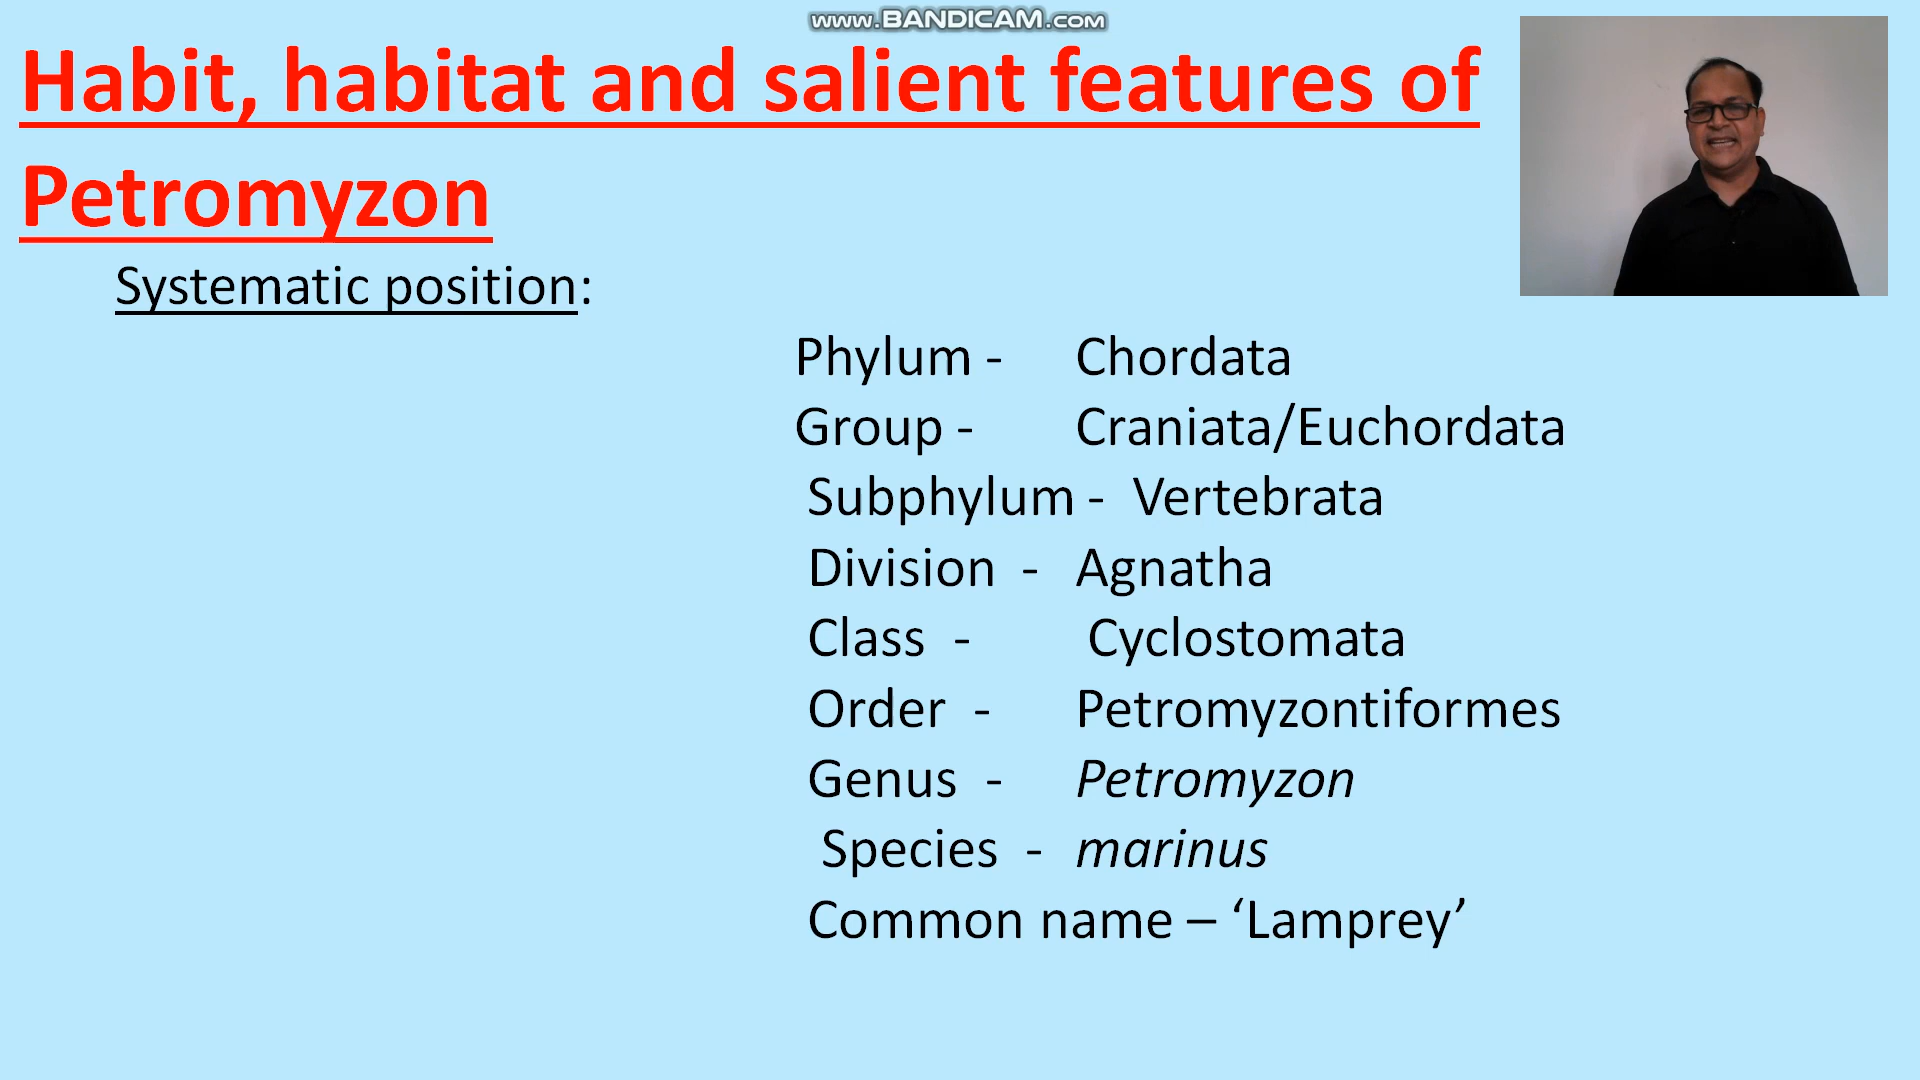 www.BANDICAM.com
Habit, habitat and salient features of
Petromyzon
Systematic position:
Phylum - Chordata
Group - Craniata/Euchordata
Subphylum - Vertebrata
Division - Agnatha
Class - Cyclostomata
Order - Petromyzontiformes
Genus - Petromyzon
Species - marinus
Common name – ‘Lamprey’